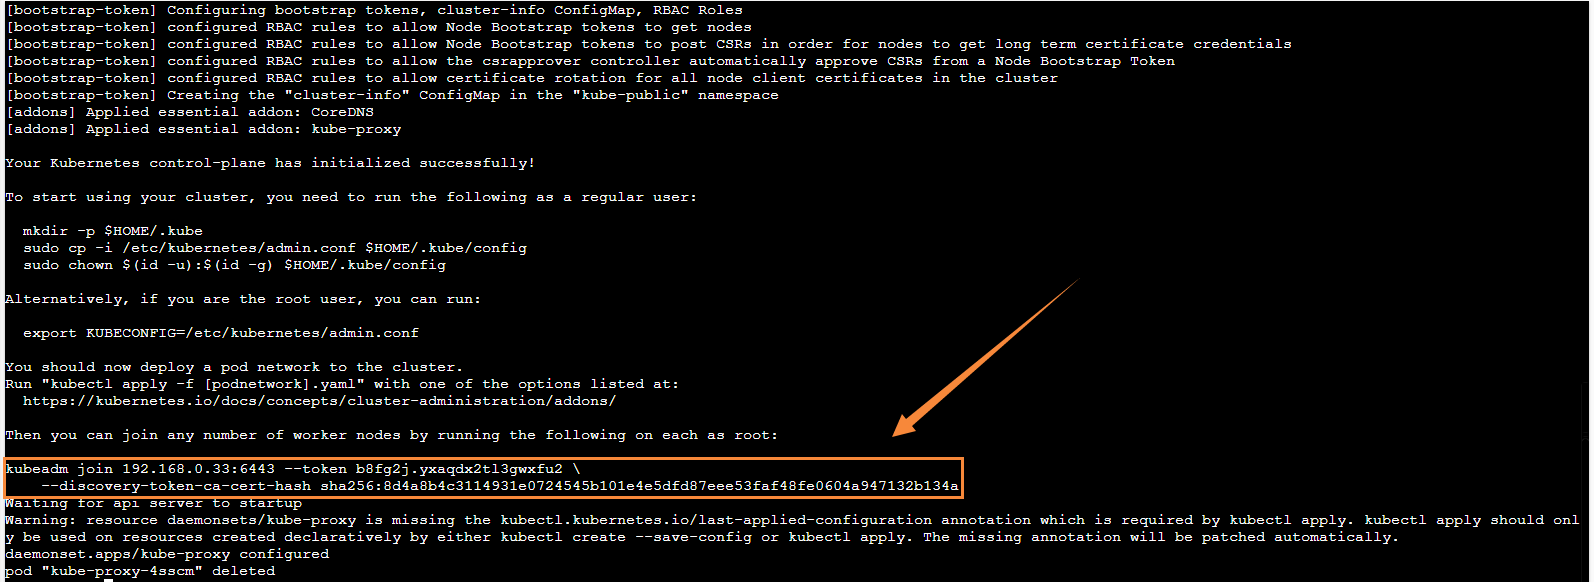 [bootstrap-token] Configuring bootstrap tokens, cluster-info ConfigMap, RBAC Roles
[bootstrap-token] configured RBAC rules to allow Node Bootstrap tokens to get nodes
[bootstrap-token] configured RBAC rules to allow Node Bootstrap tokens to post CSRs in order for nodes to get long term certificate credentials
[bootstrap-token] configured RBAC rules to allow the csrapprover controller automatically approve CSRs from a Node Bootstrap Token
[bootstrap-token] configured RBAC rules to allow certificate rotation for all node client certificates in the cluster
[bootstrap-token] Creating the "cluster-info" ConfigMap in the "kube-public" namespace
[addons] Applied essential addon: CoreDNS
[addons] Applied essential addon: kube-proxy
Your Kubernetes control-plane has initialized successfully!
To start using your cluster, you need to run the following as a regular user:
mkdir -p $HOME/.kube
sudo cp -i /etc/kubernetes/admin.conf $HOME/.kube/config
sudo chown $(id -u):$(id -g) $HOME/.kube/config
Alternatively, if you are the root user, you can run:
export KUBECONFIG=/etc/kubernetes/admin.conf
You should now deploy a pod network to the cluster.
Run "kubectl apply -f [podnetwork].yaml" with one of the options listed at:
https://kubernetes.io/docs/concepts/cluster-administration/addons/
Then you can join any number of worker nodes by running the following on each as root:
kubeadm join 192.168.0.33:6443 --token b8fg2j.yxaqdx2tl3gwxfu2 \
--discovery-token-ca-cert-hash sha256:8d4a8b4c3114931e0724545b101e4e5dfd87eee53faf48fe0604a947132b134a
Waiting for api server to startup
Warning: resource daemonsets/kube-proxy is missing the kubectl.kubernetes.io/last-applied-configuration annotation which is required by kubectl apply. kubectl apply should onl
y be used on resources created declaratively by either kubectl create --save-config or kubectl apply. The missing annotation will be patched automatically.
daemonset.apps/kube-proxy configured
pod "kube-proxy-4sscm" deleted